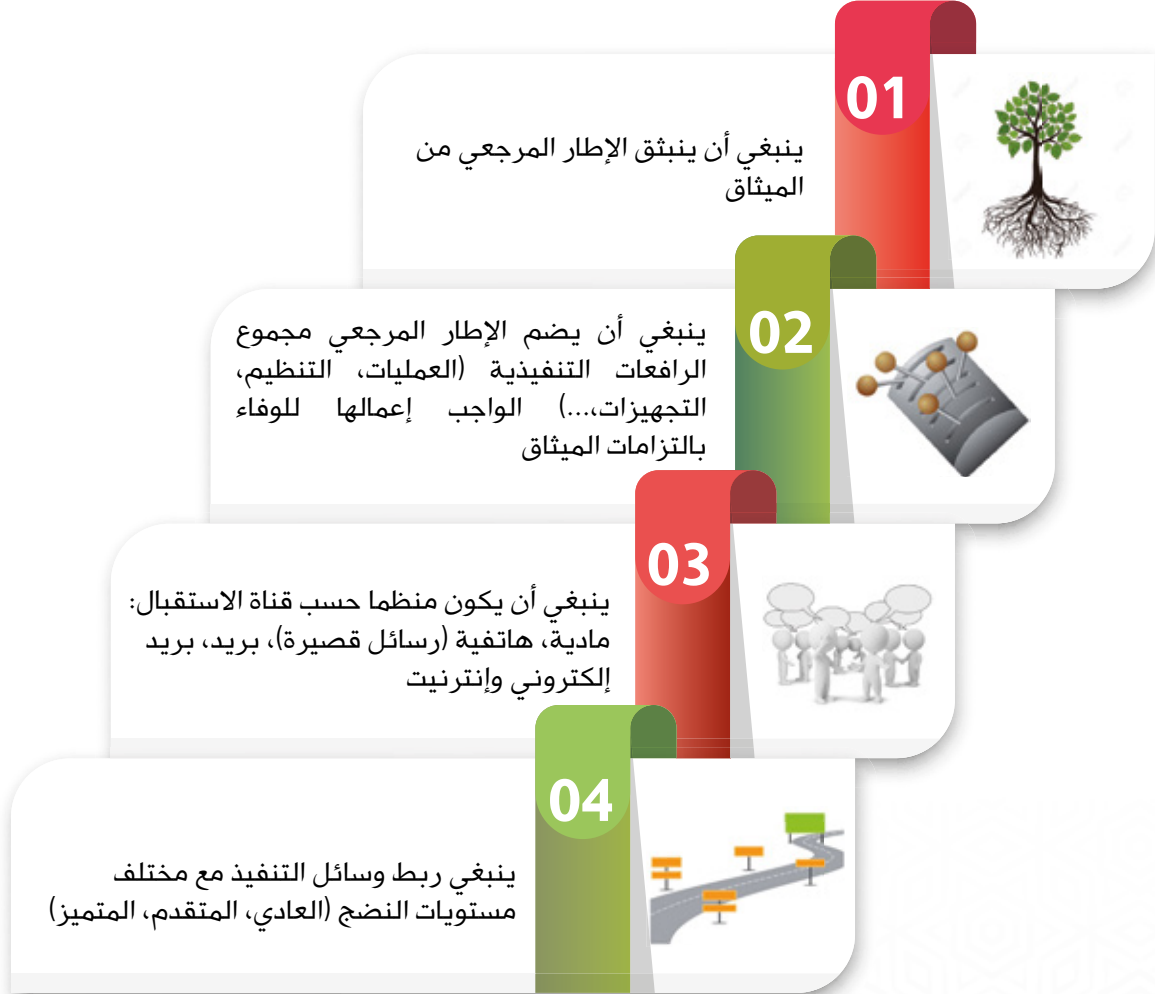 01
ينبغي أن ينبثق الإطار المرجعي من
الميثاق
02
ينبغي أن يضم الإطار المرجعي مجموع
الرافعات التنفيذية (العمليات، التنظيم،
التجهيزات،...) الواجب إعمالها للوفاء
بالتزامات الميثاق
03
ينبغي أن يكون منظما حسب قناة الاستقبال:
مادية، هاتفية (رسائل قصيرة)، بريد، بريد
إلكتروني وإنترنيت
04
ينبغي ربط وسائل التنفيذ مع مختلف
مستويات النضج (العادي، المتقدم، المتميز)